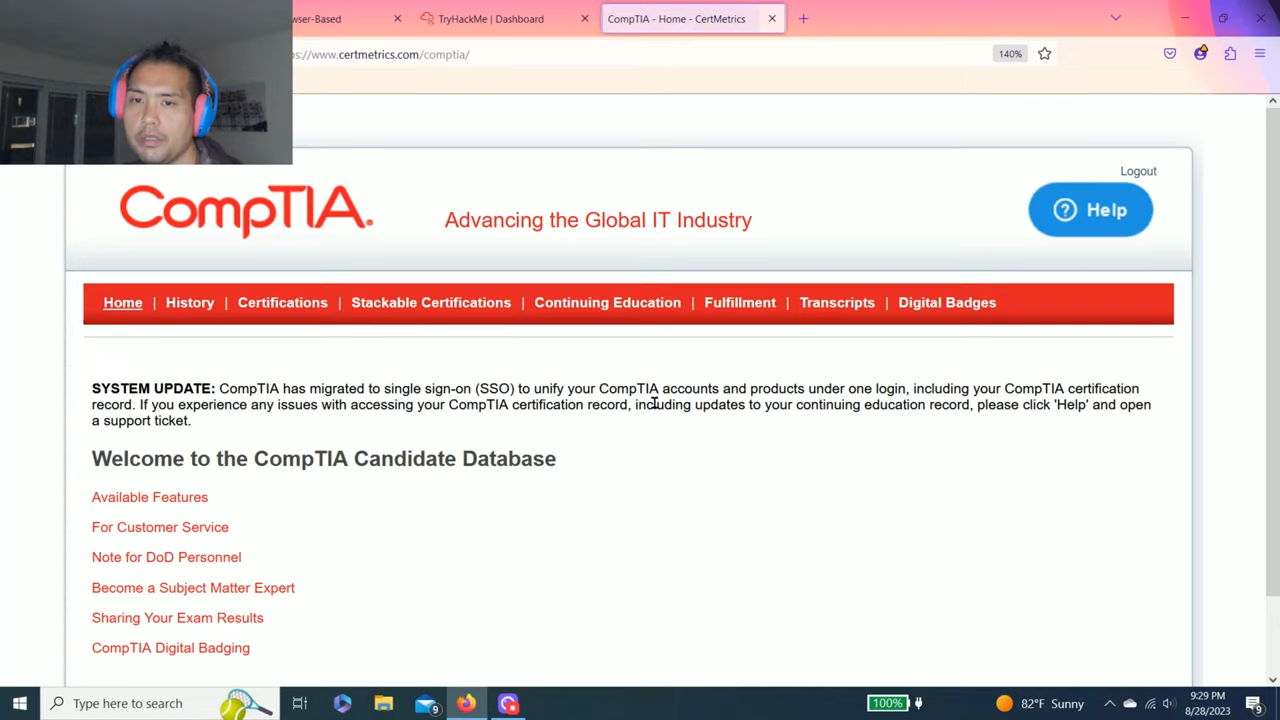 wser-Based
TryHackMe | Dashboard
CompTIA - Home - CertMetrics
s://www.certmetrics.com/comptia/
140%
Logout
CompTIA.
Advancing the Global IT Industry
Help
Home | History | Certifications | Stackable Certifications | Continuing Education | Fulfillment | Transcripts | Digital Badges
SYSTEM UPDATE: CompTIA has migrated to single sign-on (SSO) to unify your CompTIA accounts and products under one login, including your CompTIA certification
record. If you experience any issues with accessing your CompTIA certification record, including updates to your continuing education record, please click 'Help' and open
a support ticket.
Welcome to the CompTIA Candidate Database
Available Features
For Customer Service
Note for DoD Personnel
Become a Subject Matter Expert
Sharing Your Exam Results
CompTIA Digital Badging
Type here to search
9
100%
82°F Sunny
9:29 PM
8/28/2023
9